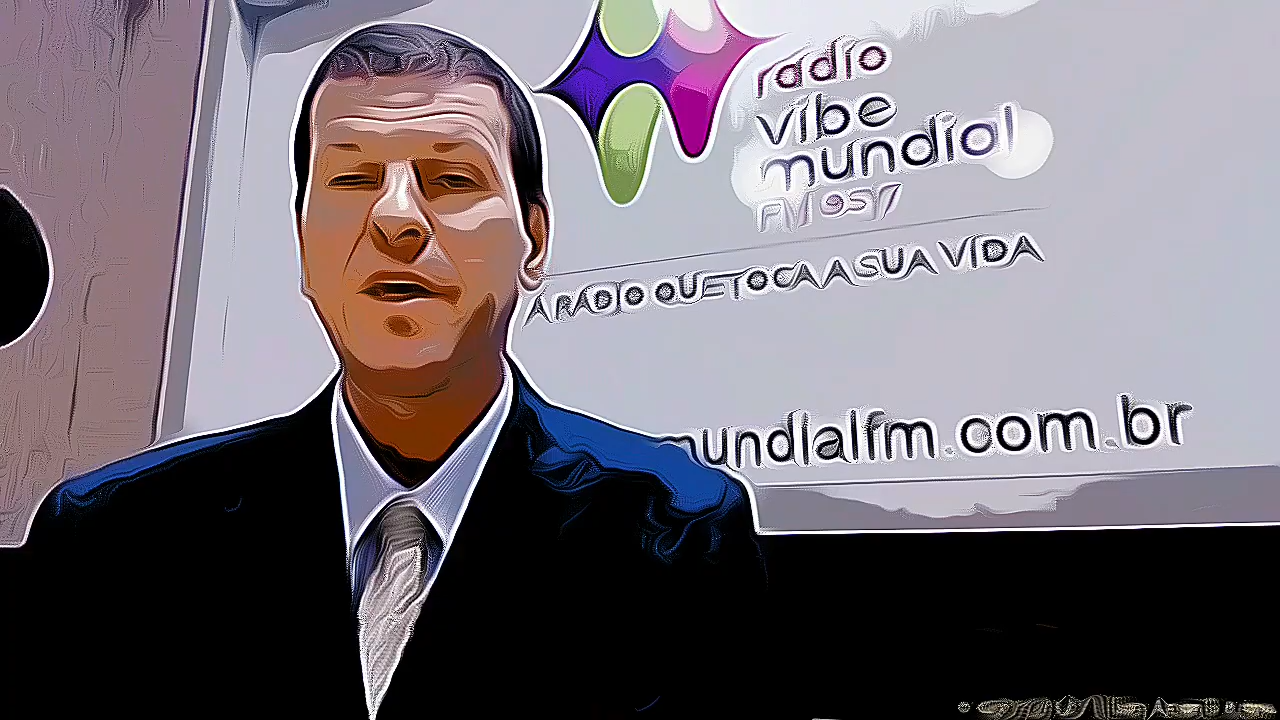 rádio
vibe
mundial
FM 95,7
A RÁDIO QUE TOCA A SUA VIDA
mundialfm.com.br